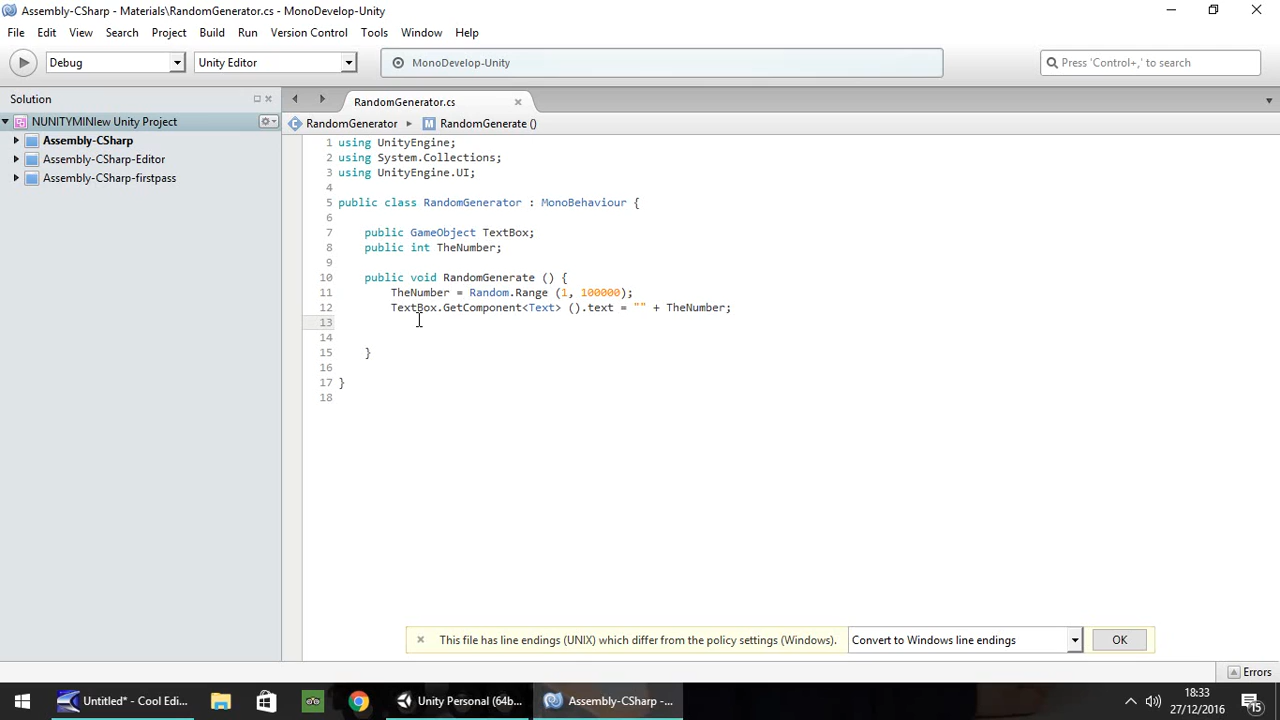 Assembly-CSharp - Materials\RandomGenerator.cs - MonoDevelop-Unity
File Edit View Search Project Build Run Version Control Tools Window Help
Debug Unity Editor MonoDevelop-Unity Press 'Control+,' to search
Solution RandomGenerator.cs
NUNITYMINIew Unity Project RandomGenerator RandomGenerate ()
Assembly-CSharp
Assembly-CSharp-Editor
Assembly-CSharp-firstpass
1 using UnityEngine;
2 using System.Collections;
3 using UnityEngine.UI;
4
5 public class RandomGenerator : MonoBehaviour {
6
7 public GameObject TextBox;
8 public int TheNumber;
9
10 public void RandomGenerate () {
11 TheNumber = Random.Range (1, 100000);
12 TextBox.GetComponent<Text> ().text = "" + TheNumber;
13
14
15 }
16
17 }
18
This file has line endings (UNIX) which differ from the policy settings (Windows). Convert to Windows line endings OK
Errors
Untitled* - Cool Edi... Unity Personal (64b... Assembly-CSharp -... 18:33
27/12/2016 15